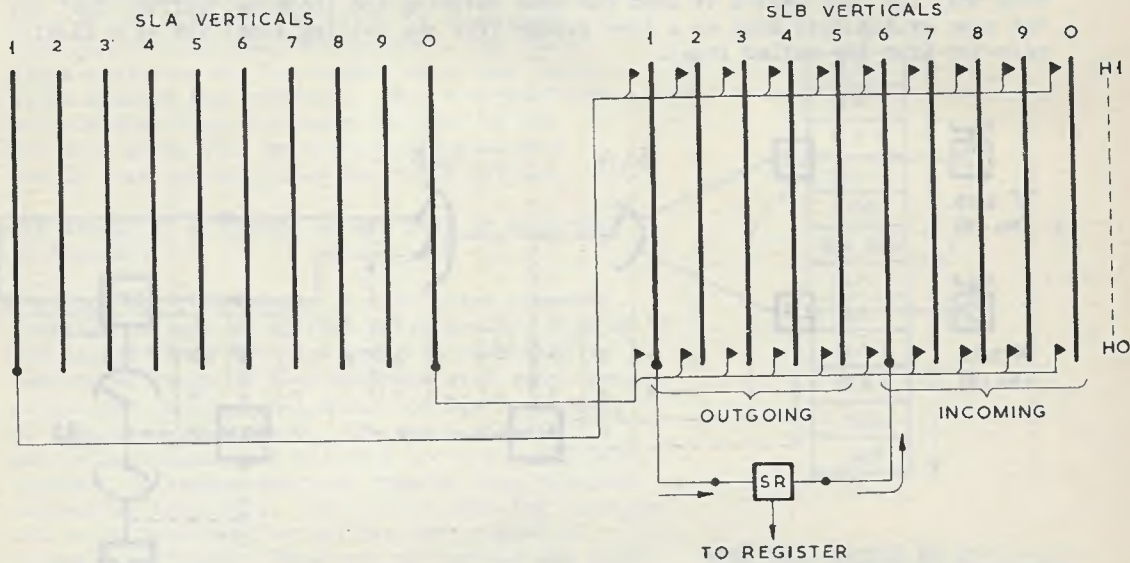 SLA VERTICALS
SLB VERTICALS
1 2 3 4 5 6 7 8 9 0
1 2 3 4 5 6 7 8 9 0
H1
H0
OUTGOING
INCOMING
SR
TO REGISTER